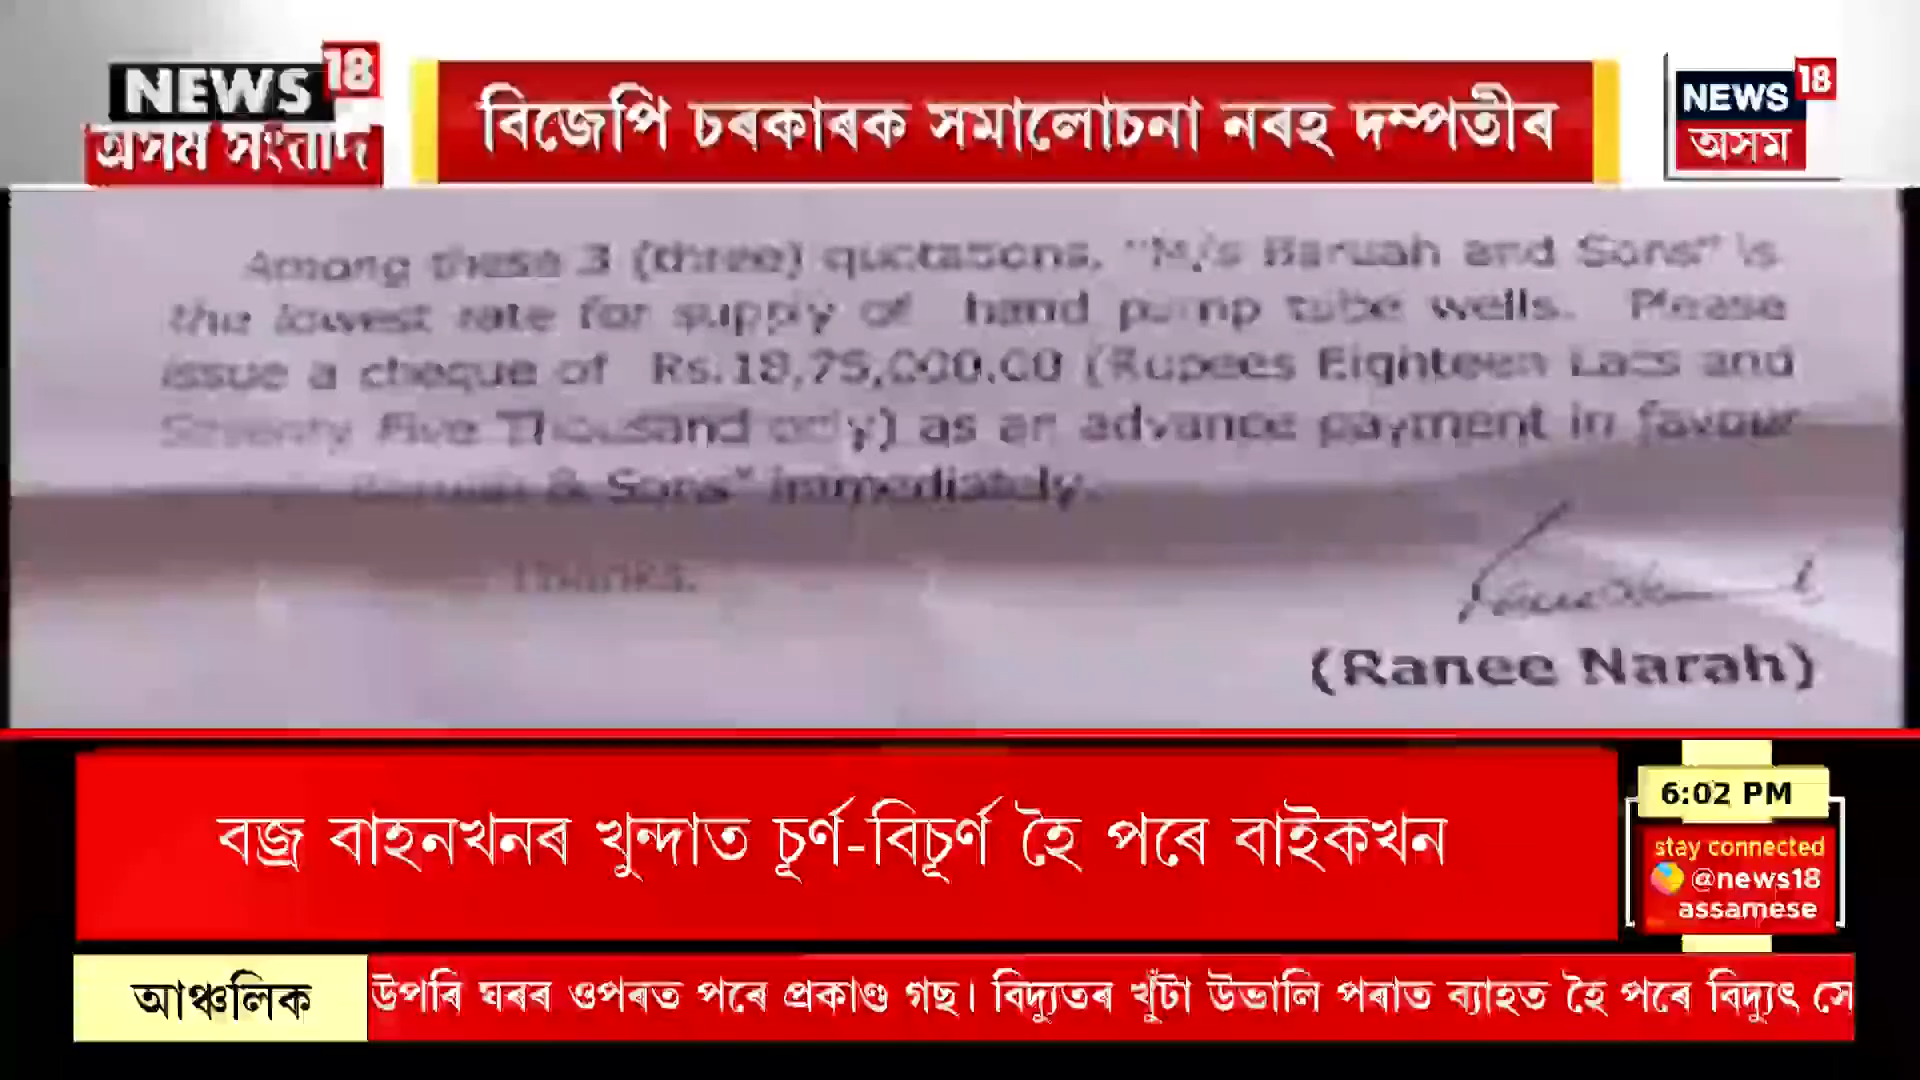 NEWS 18
অসম সংবাদ
বিজেপি চৰকাৰক সমালোচনা নৰহ দম্পতীৰ
NEWS 18
অসম
Among these 3 (three) quotations, "M/s Baruah and Sons" is
the lowest rate for supply of hand pump tube wells. Please
issue a cheque of Rs.18,75,000.00 (Rupees Eighteen Lacs and
Seventy Five Thousand only) as an advance payment in favour
& Sons" immediately.
Thanks.
(Ranee Narah)
বজ্ৰ বাহনখনৰ খুন্দাত চূৰ্ণ-বিচূৰ্ণ হৈ পৰে বাইকখন
6:02 PM
stay connected
@news18
assamese
আঞ্চলিক
উপৰি ঘৰৰ ওপৰত পৰে প্ৰকাণ্ড গছ। বিদ্যুতৰ খুঁটা উভালি পৰাত ব্যাহত হৈ পৰে বিদ্যুৎ সে